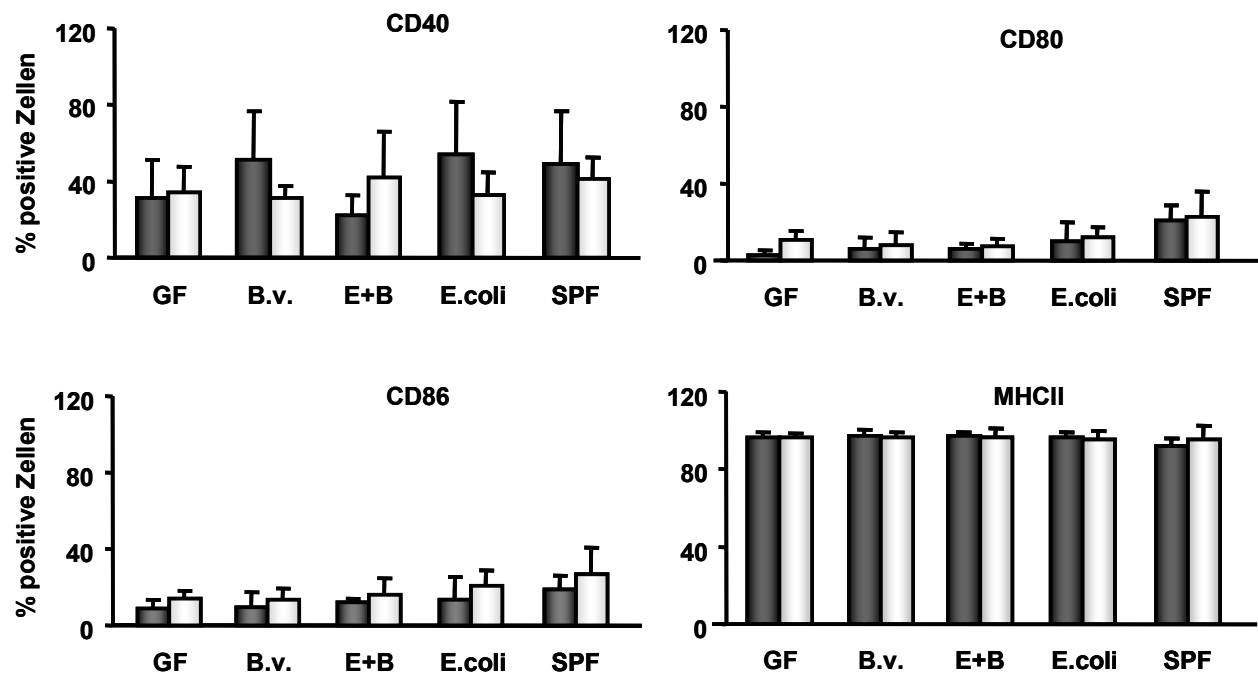 CD40
% positive Zellen
120
80
40
0
GF B.v. E+B E.coli SPF
CD80
120
80
40
0
GF B.v. E+B E.coli SPF
CD86
% positive Zellen
120
80
40
0
GF B.v. E+B E.coli SPF
MHCII
120
80
40
0
GF B.v. E+B E.coli SPF